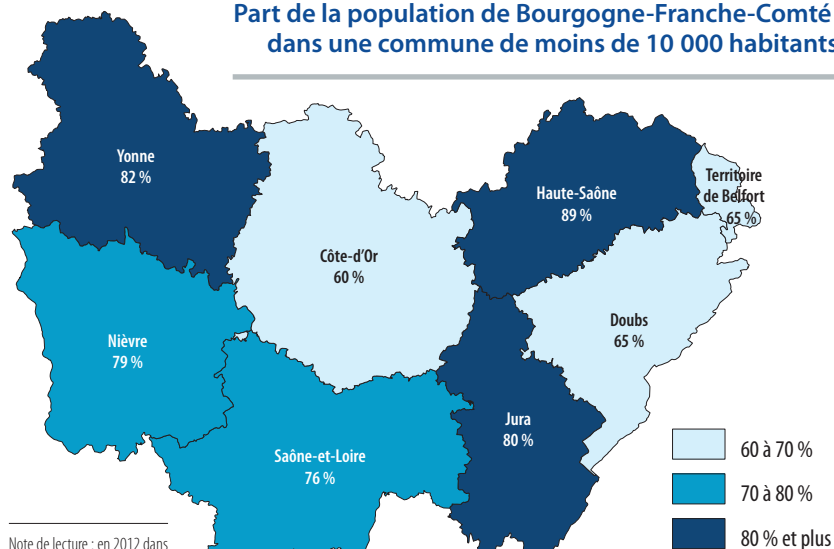 Part de la population de Bourgogne-Franche-Comté
dans une commune de moins de 10 000 habitants
Yonne
82 %
Haute-Saône
89 %
Territoire
de Belfort
65 %
Côte-d’Or
60 %
Doubs
65 %
Nièvre
79 %
Jura
80 %
Saône-et-Loire
76 %
60 à 70 %
70 à 80 %
80 % et plus
Note de lecture : en 2012 dans